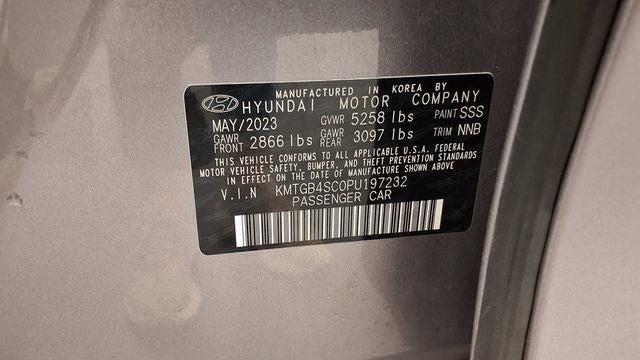 MANUFACTURED IN KOREA BY
HYUNDAI MOTOR COMPANY
MAY/2023 GVWR 5258 lbs PAINT SSS
GAWR FRONT 2866 lbs GAWR REAR 3097 lbs TRIM NNB
THIS VEHICLE CONFORMS TO ALL APPLICABLE U.S.A. FEDERAL
MOTOR VEHICLE SAFETY, BUMPER, AND THEFT PREVENTION STANDARDS
IN EFFECT ON THE DATE OF MANUFACTURE SHOWN ABOVE
V.I.N KMTGB4SC0PU197232
PASSENGER CAR